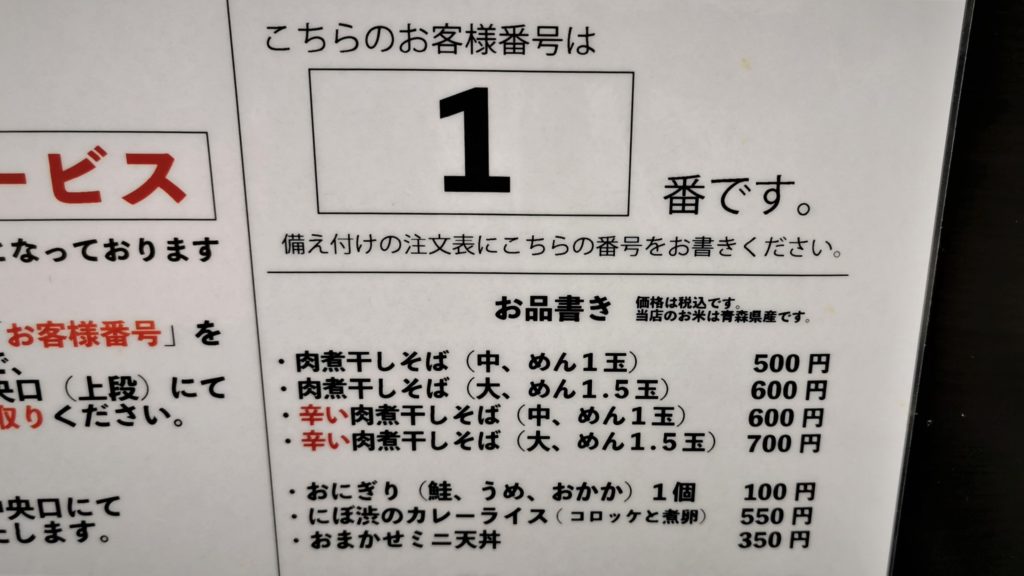 ービス
となっております
「お客様番号」を
で、
央口(上段)にて
取りください。
中央口にて
たします。
こちらのお客様番号は
1
番です。
備え付けの注文表にこちらの番号をお書きください。
お品書き 価格は税込です。
当店のお米は青森県産です。
・肉煮干しそば(中、めん1玉) 500円
・肉煮干しそば(大、めん1.5玉) 600円
・辛い肉煮干しそば(中、めん1玉) 600円
・辛い肉煮干しそば(大、めん1.5玉) 700円
・おにぎり(鮭、うめ、おかか)1個 100円
・にぼ渋のカレーライス(コロッケと煮卵) 550円
・おまかせミニ天丼 350円